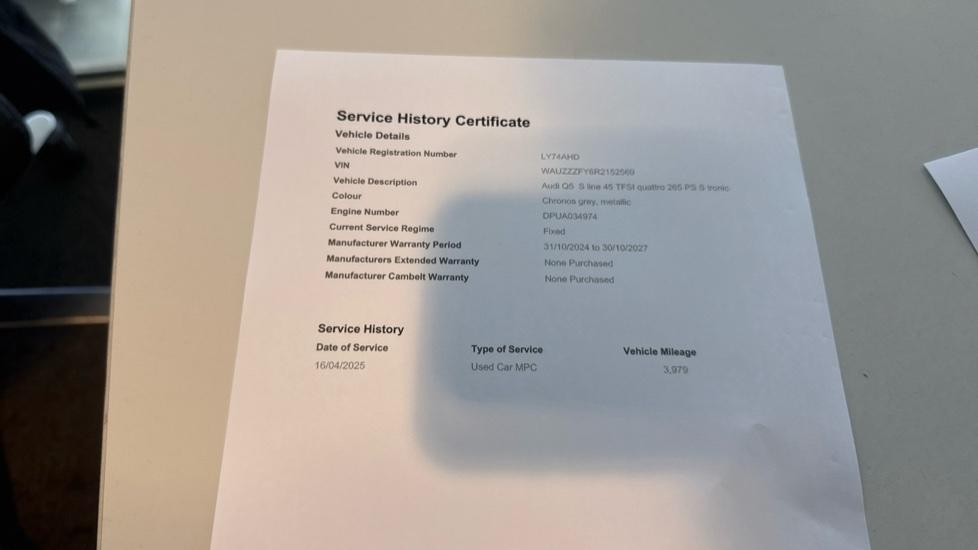 Service History Certificate
Vehicle Details
Vehicle Registration Number LY74AHD
VIN WAUZZZFY6R2152569
Vehicle Description Audi Q5 S line 45 TFSI quattro 265 PS S tronic
Colour Chronos grey, metallic
Engine Number DPUA034974
Current Service Regime Fixed
Manufacturer Warranty Period 31/10/2024 to 30/10/2027
Manufacturers Extended Warranty None Purchased
Manufacturer Cambelt Warranty None Purchased
Service History
Date of Service Type of Service Vehicle Mileage
16/04/2025 Used Car MPC 3,979